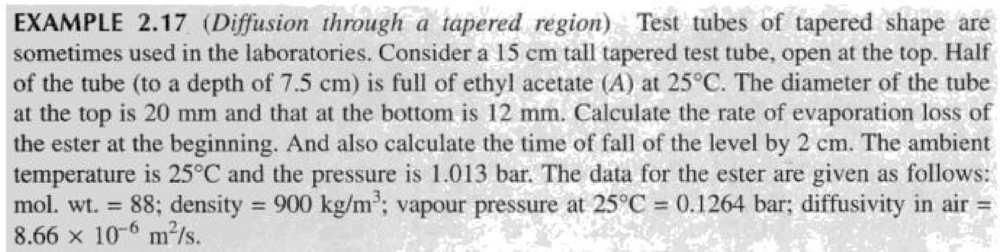 EXAMPLE 2.17 (Diffusion through a tapered region) Test tubes of tapered shape are
sometimes used in the laboratories. Consider a 15 cm tall tapered test tube, open at the top. Half
of the tube (to a depth of 7.5 cm) is full of ethyl acetate (A) at 25°C. The diameter of the tube
at the top is 20 mm and that at the bottom is 12 mm. Calculate the rate of evaporation loss of
the ester at the beginning. And also calculate the time of fall of the level by 2 cm. The ambient
temperature is 25°C and the pressure is 1.013 bar. The data for the ester are given as follows:
mol. wt. = 88; density = 900 kg/m³; vapour pressure at 25°C = 0.1264 bar; diffusivity in air =
8.66 × 10⁻⁶ m²/s.